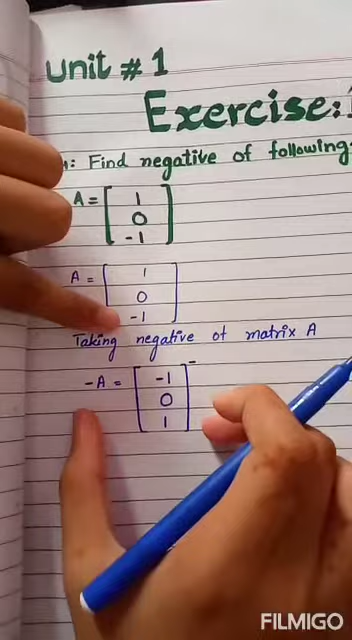 Unit # 1
Exercise:
: Find negative of following
A = [ 1
0
-1 ]
A = [ 1
0
-1 ]
Taking negative of matrix A
-A = [ -1
0
1 ]
FILMIGO